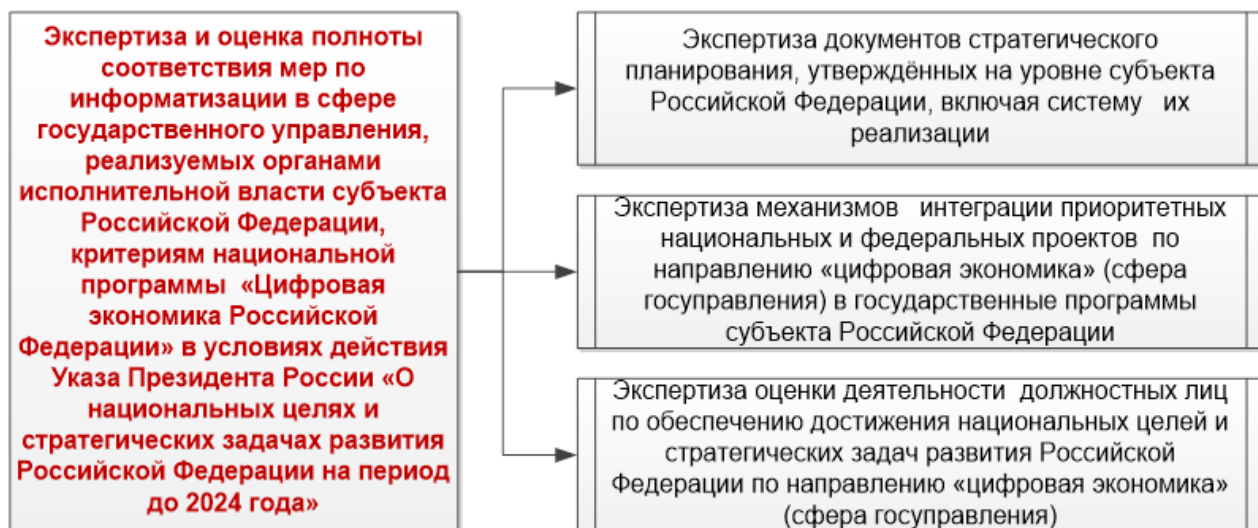 Экспертиза и оценка полноты
соответствия мер по
информатизации в сфере
государственного управления,
реализуемых органами
исполнительной власти субъекта
Российской Федерации,
критериям национальной
программы «Цифровая
экономика Российской
Федерации» в условиях действия
Указа Президента России «О
национальных целях и
стратегических задачах развития
Российской Федерации на период
до 2024 года»
Экспертиза документов стратегического
планирования, утверждённых на уровне субъекта
Российской Федерации, включая систему их
реализации
Экспертиза механизмов интеграции приоритетных
национальных и федеральных проектов по
направлению «цифровая экономика» (сфера
госуправления) в государственные программы
субъекта Российской Федерации
Экспертиза оценки деятельности должностных лиц
по обеспечению достижения национальных целей и
стратегических задач развития Российской
Федерации по направлению «цифровая экономика»
(сфера госуправления)